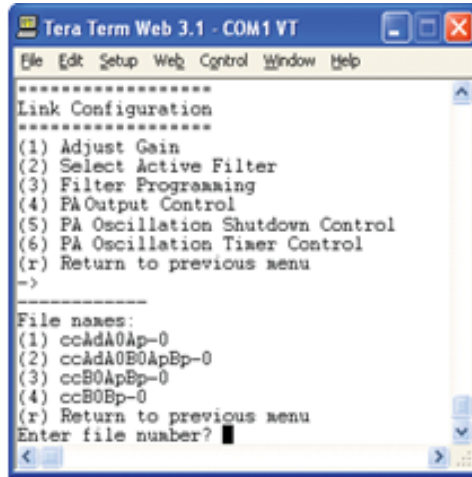 Tera Term Web 3.1 - COM1 VT
File Edit Setup Web Control Window Help
==================
Link Configuration
==================
(1) Adjust Gain
(2) Select Active Filter
(3) Filter Programming
(4) PA Output Control
(5) PA Oscillation Shutdown Control
(6) PA Oscillation Timer Control
(r) Return to previous menu
->
------------
File names:
(1) ccAdA0Ap-0
(2) ccAdA0B0ApBp-0
(3) ccB0ApBp-0
(4) ccB0Bp-0
(r) Return to previous menu
Enter file number?